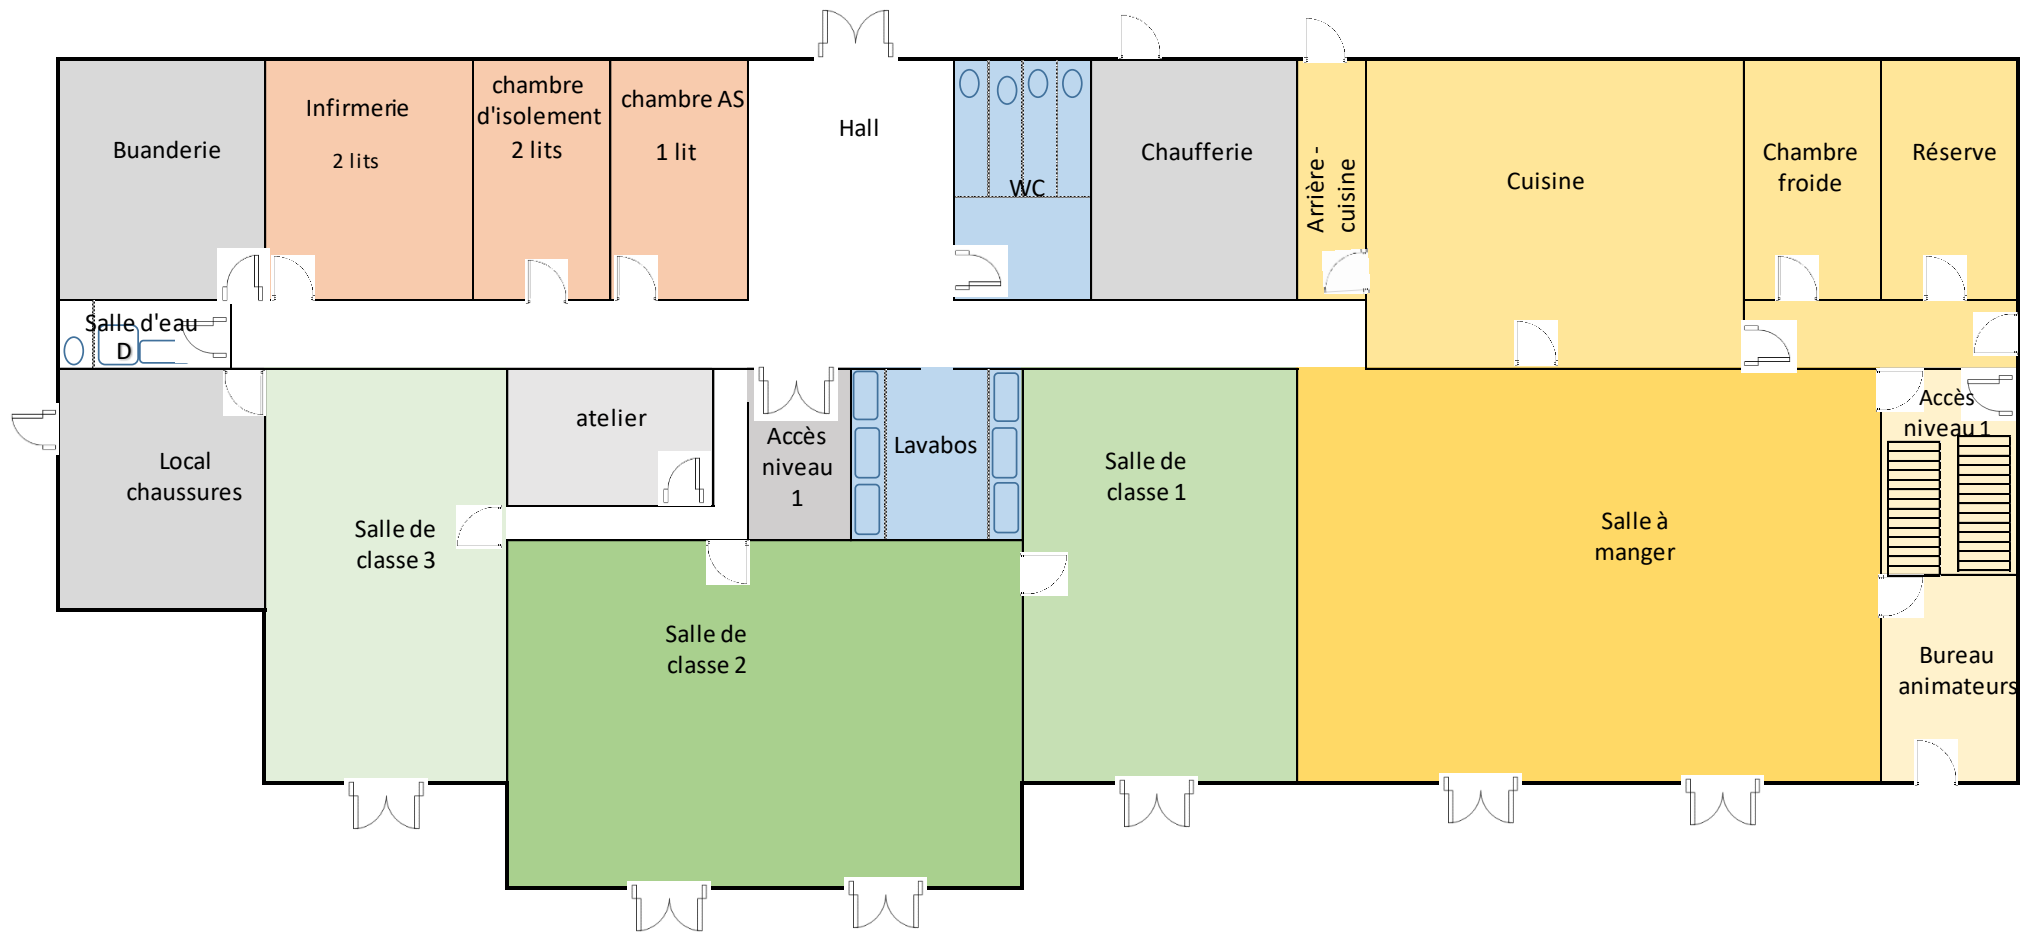 Buanderie
Infirmerie
2 lits
chambre
d'isolement
2 lits
chambre AS
1 lit
Hall
WC
Chaufferie
Arrière -
cuisine
Cuisine
Chambre
froide
Réserve
Salle d'eau
D
Local
chaussures
Salle de
classe 3
atelier
Accès
niveau
1
Lavabos
Salle de
classe 2
Salle de
classe 1
Salle à
manger
Accès
niveau 1
Bureau
animateurs